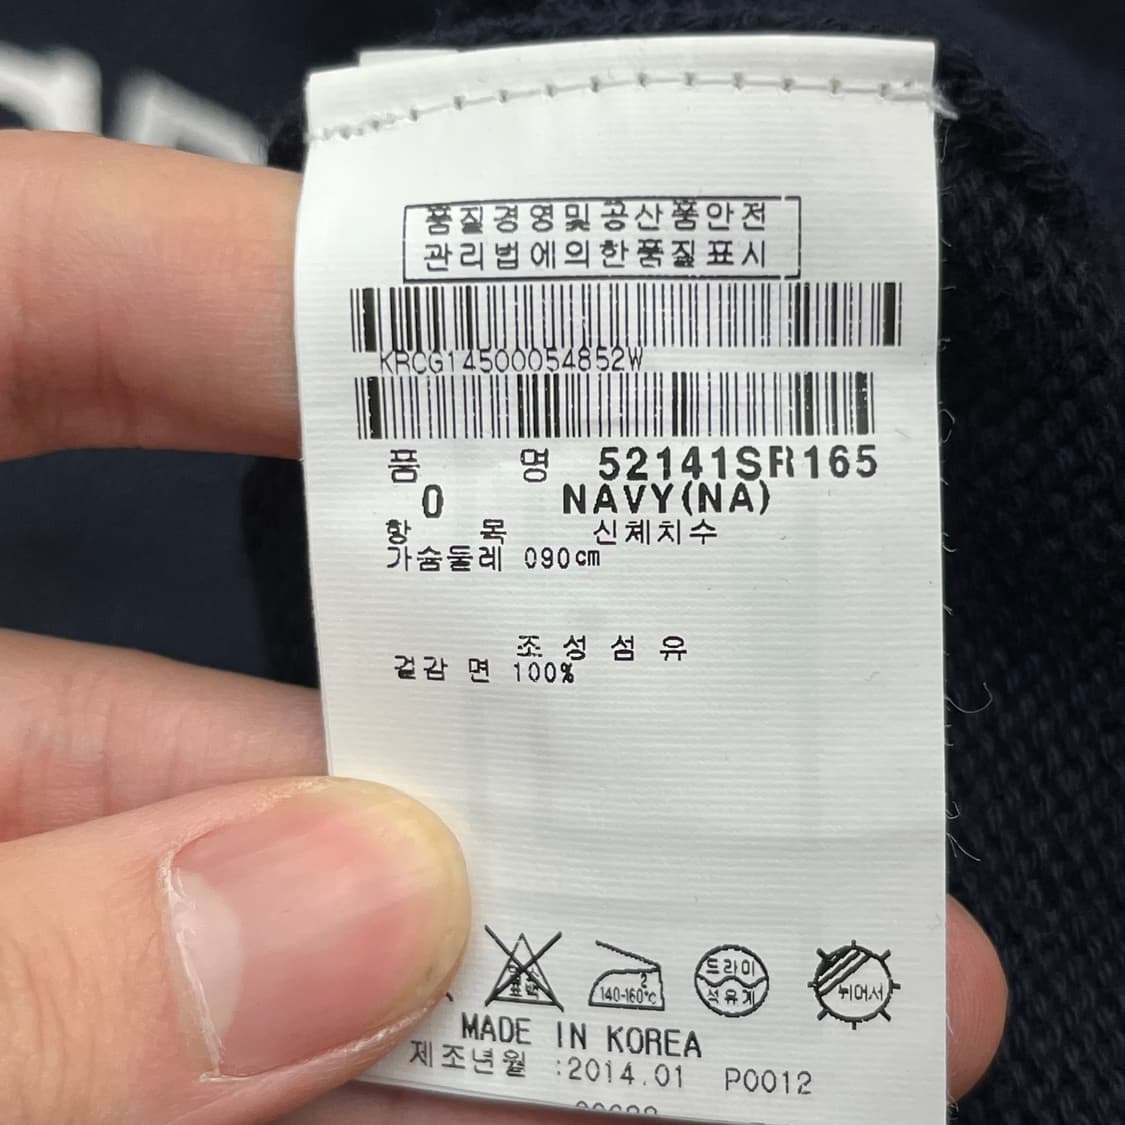 품질경영및공산품안전
관리법에의한품질표시
KRCG14500054852W
품 명 52141SR165
0 NAVY(NA)
항 목 신체치수
가슴둘레 090cm
조성섬유
겉감 면 100%
2
140-160℃
드라이
석유계
뉘어서
MADE IN KOREA
제조년월 :2014.01 P0012